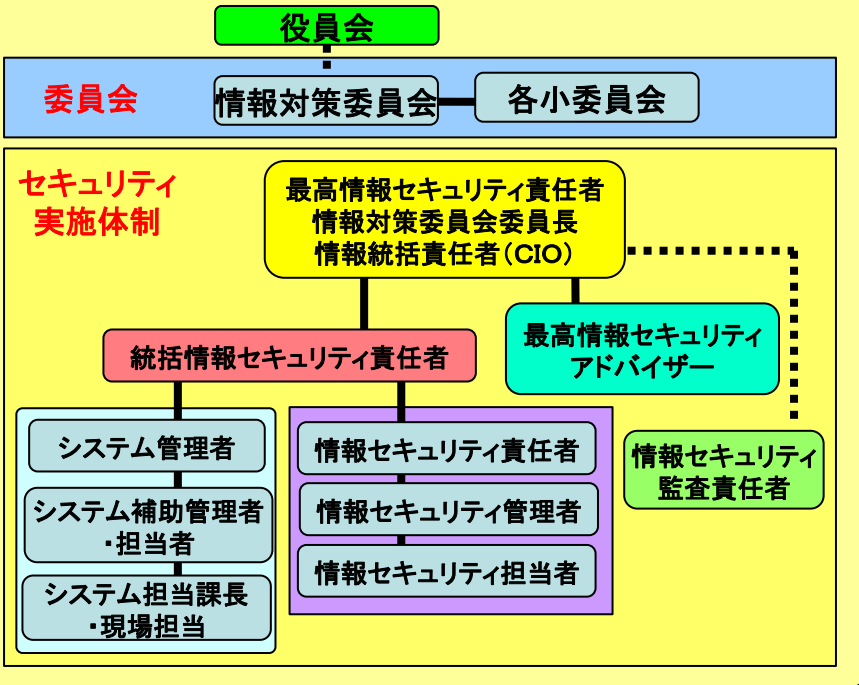 役員会
委員会
情報対策委員会
各小委員会
セキュリティ
実施体制
最高情報セキュリティ責任者
情報対策委員会委員長
情報統括責任者(CIO)
最高情報セキュリティ
アドバイザー
統括情報セキュリティ責任者
システム管理者
システム補助管理者
・担当者
システム担当課長
・現場担当
情報セキュリティ責任者
情報セキュリティ管理者
情報セキュリティ担当者
情報セキュリティ
監査責任者